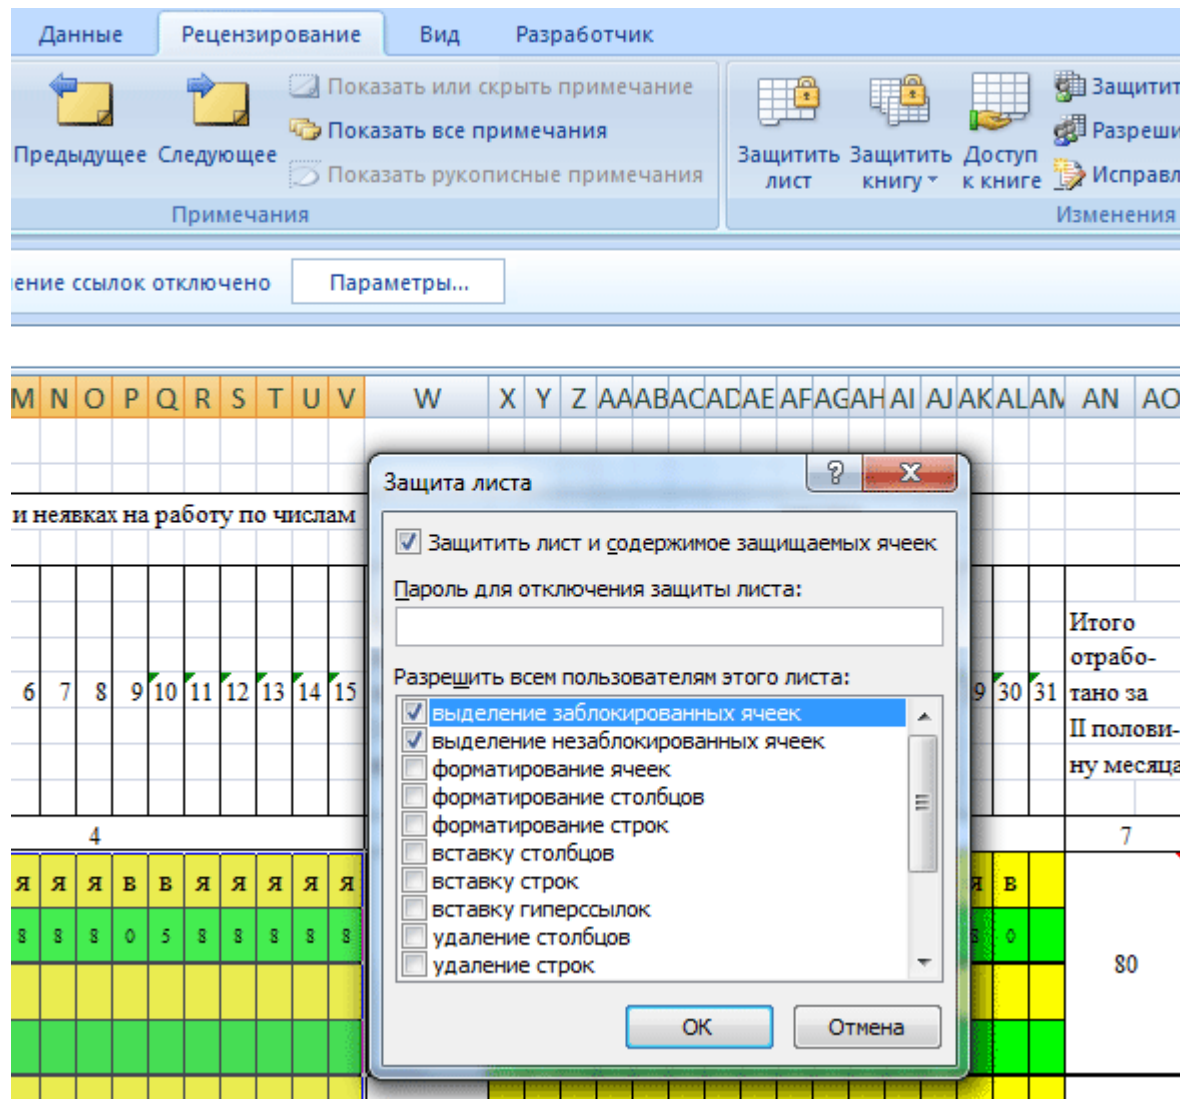 Данные Рецензирование Вид Разработчик
Показать или скрыть примечание
Показать все примечания
Показать рукописные примечания
Предыдущее Следующее
Примечания
Защитить лист
Защитить книгу
Доступ к книге
Защитит
Разреши
Исправл
Изменения
ение ссылок отключено Параметры...
M N O P Q R S T U V W X Y Z AA AB AC AD AE AF AG AH AI AJ AK AL AM AN AO
и неявках на работу по числам
6 7 8 9 10 11 12 13 14 15
4
Я Я Я В В Я Я Я Я Я
8 8 8 0 5 8 8 8 8 8
Защита листа
Защитить лист и содержимое защищаемых ячеек
Пароль для отключения защиты листа:
Разрешить всем пользователям этого листа:
выделение заблокированных ячеек
выделение незаблокированных ячеек
форматирование ячеек
форматирование столбцов
форматирование строк
вставку столбцов
вставку строк
вставку гиперссылок
удаление столбцов
удаление строк
ОК Отмена
9 30 31
Итого
отрабо-
тано за
II полови-
ну месяца
7
Я В
8 0
80